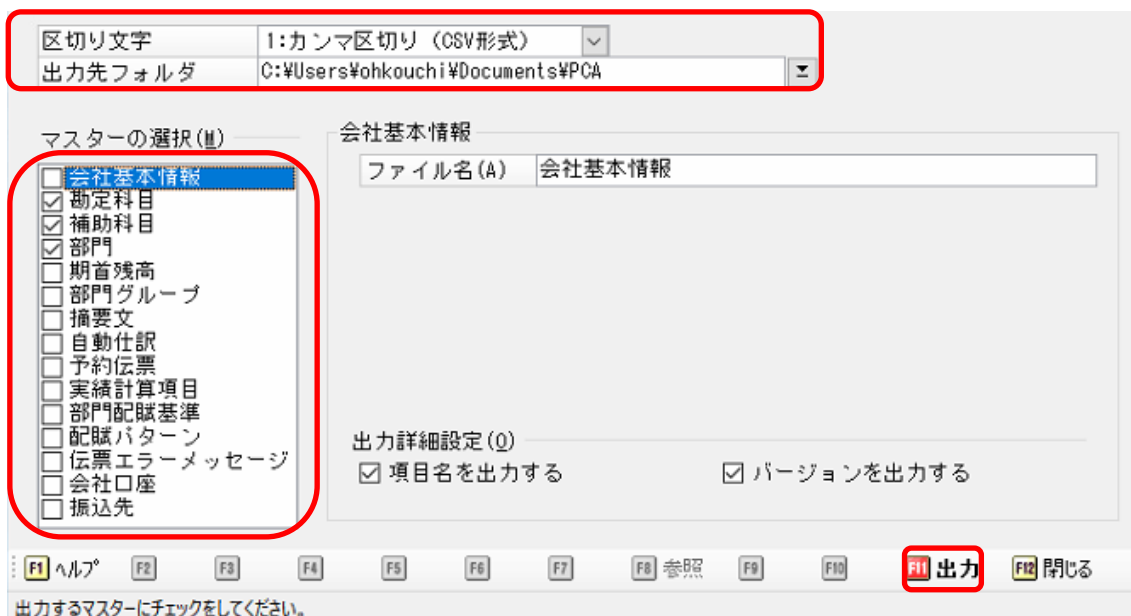 区切り文字 1:カンマ区切り (CSV形式)
出力先フォルダ C:¥Users¥ohkouchi¥Documents¥PCA
マスターの選択(M)
会社基本情報
勘定科目
補助科目
部門
期首残高
部門グループ
摘要文
自動仕訳
予約伝票
実績計算項目
部門配賦基準
配賦パターン
伝票エラーメッセージ
会社口座
振込先
会社基本情報
ファイル名(A) 会社基本情報
出力詳細設定(O)
項目名を出力する バージョンを出力する
F1 ヘルプ F2 F3 F4 F5 F6 F7 F8 参照 F9 F10 F11 出力 F12 閉じる
出力するマスターにチェックをしてください。